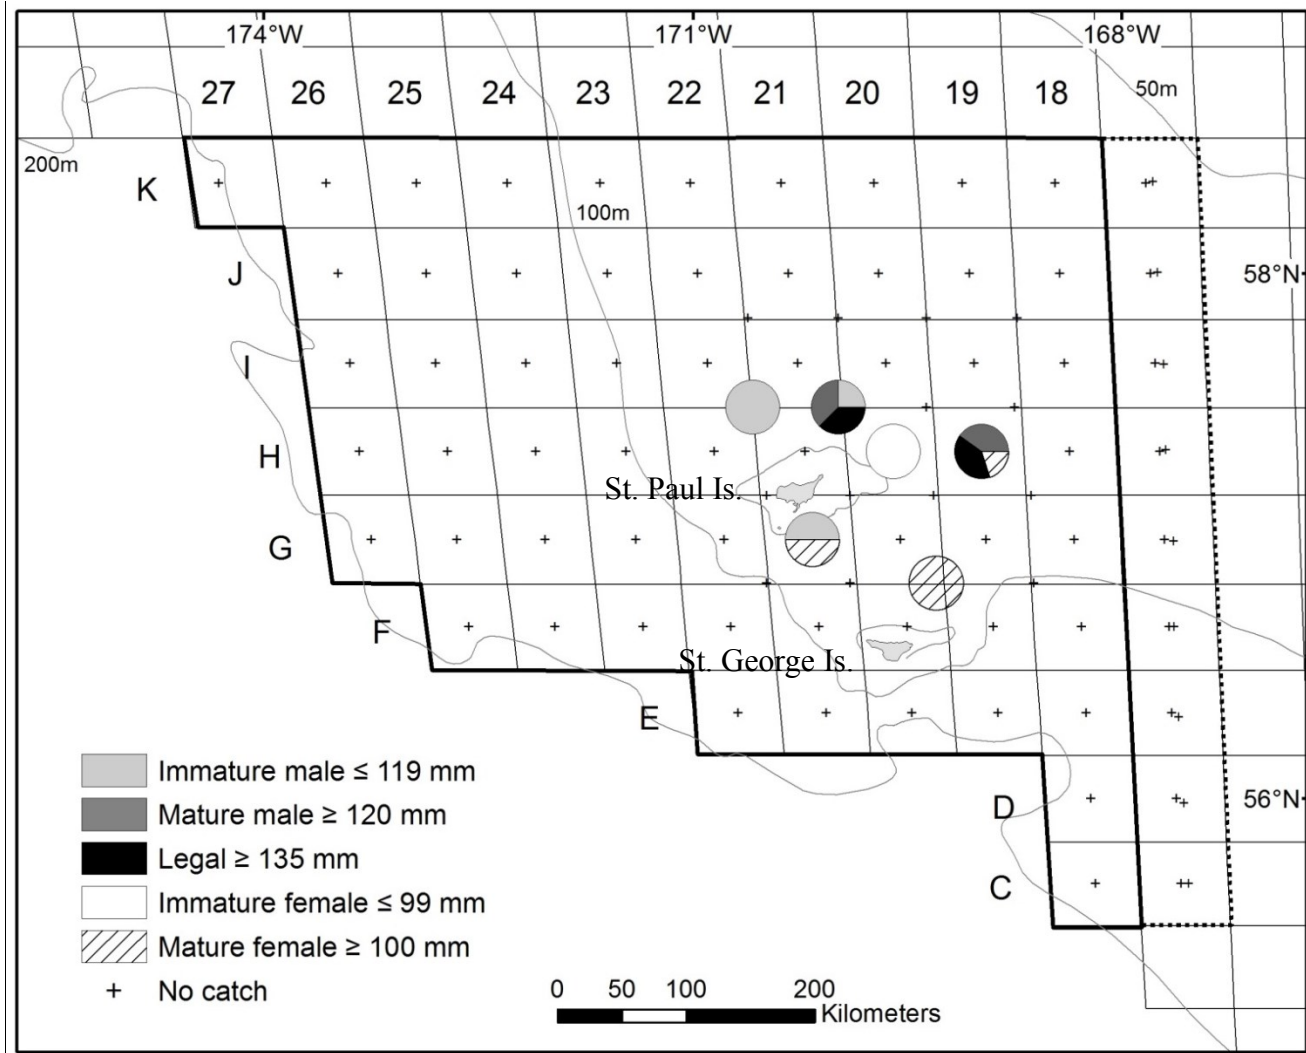 174°W 171°W 168°W
27 26 25 24 23 22 21 20 19 18
50m
200m
K
100m
J
58°N
I
H
St. Paul Is.
G
F
St. George Is.
E
Immature male ≤ 119 mm
Mature male ≥ 120 mm
56°N
D
Legal ≥ 135 mm
C
Immature female ≤ 99 mm
Mature female ≥ 100 mm
+ No catch
0 50 100 200
Kilometers